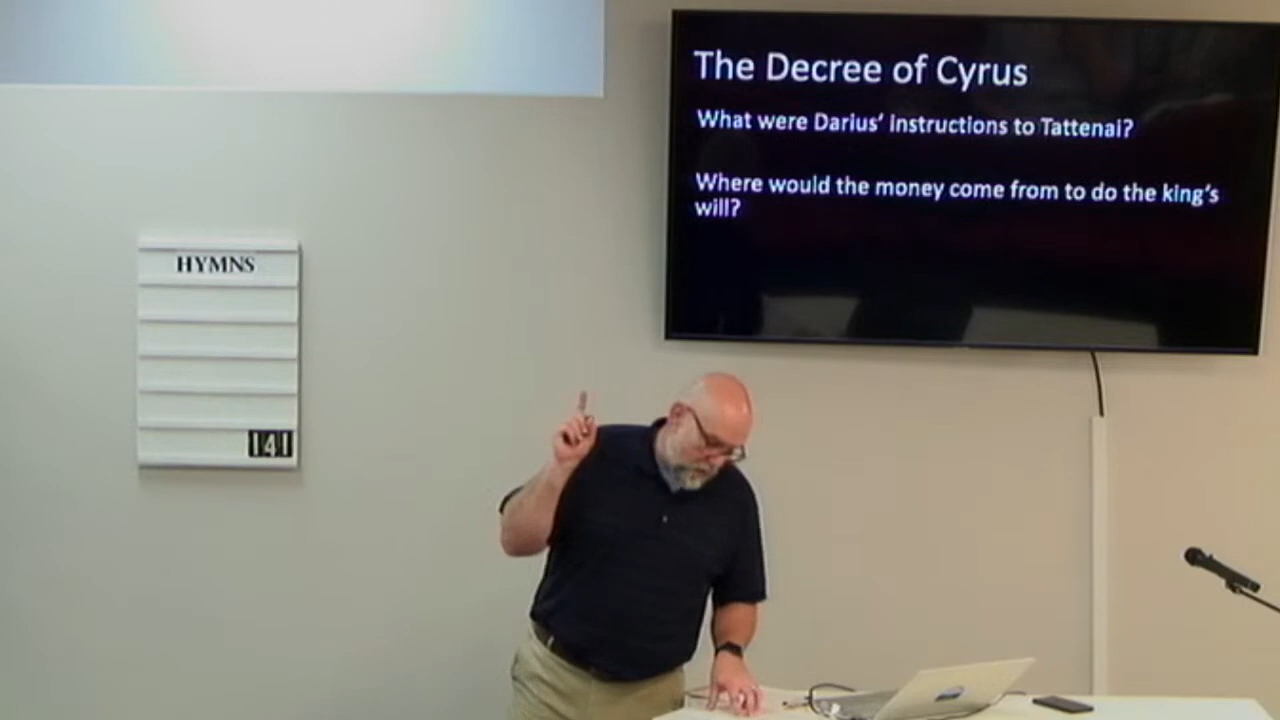 The Decree of Cyrus
What were Darius' instructions to Tattenai?
Where would the money come from to do the king's
will?
HYMNS
141